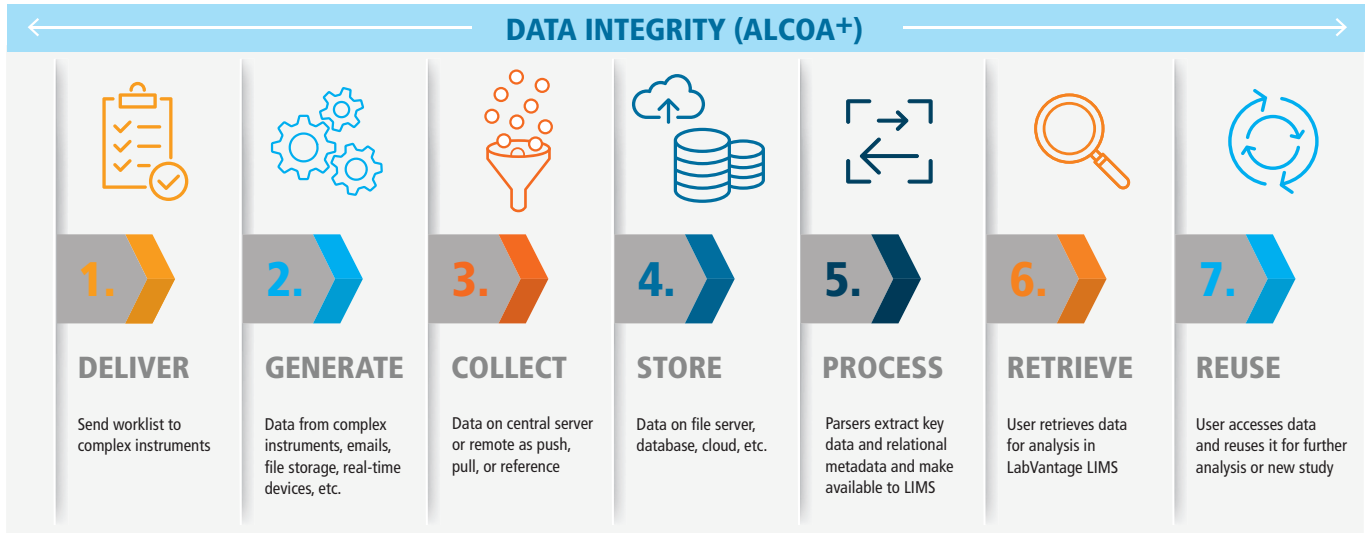 DATA INTEGRITY (ALCOA+)
1.
DELIVER
Send worklist to
complex instruments
2.
GENERATE
Data from complex
instruments, emails,
file storage, real-time
devices, etc.
3.
COLLECT
Data on central server
or remote as push,
pull, or reference
4.
STORE
Data on file server,
database, cloud, etc.
5.
PROCESS
Parsers extract key
data and relational
metadata and make
available to LIMS
6.
RETRIEVE
User retrieves data
for analysis in
LabVantage LIMS
7.
REUSE
User accesses data
and reuses it for further
analysis or new study